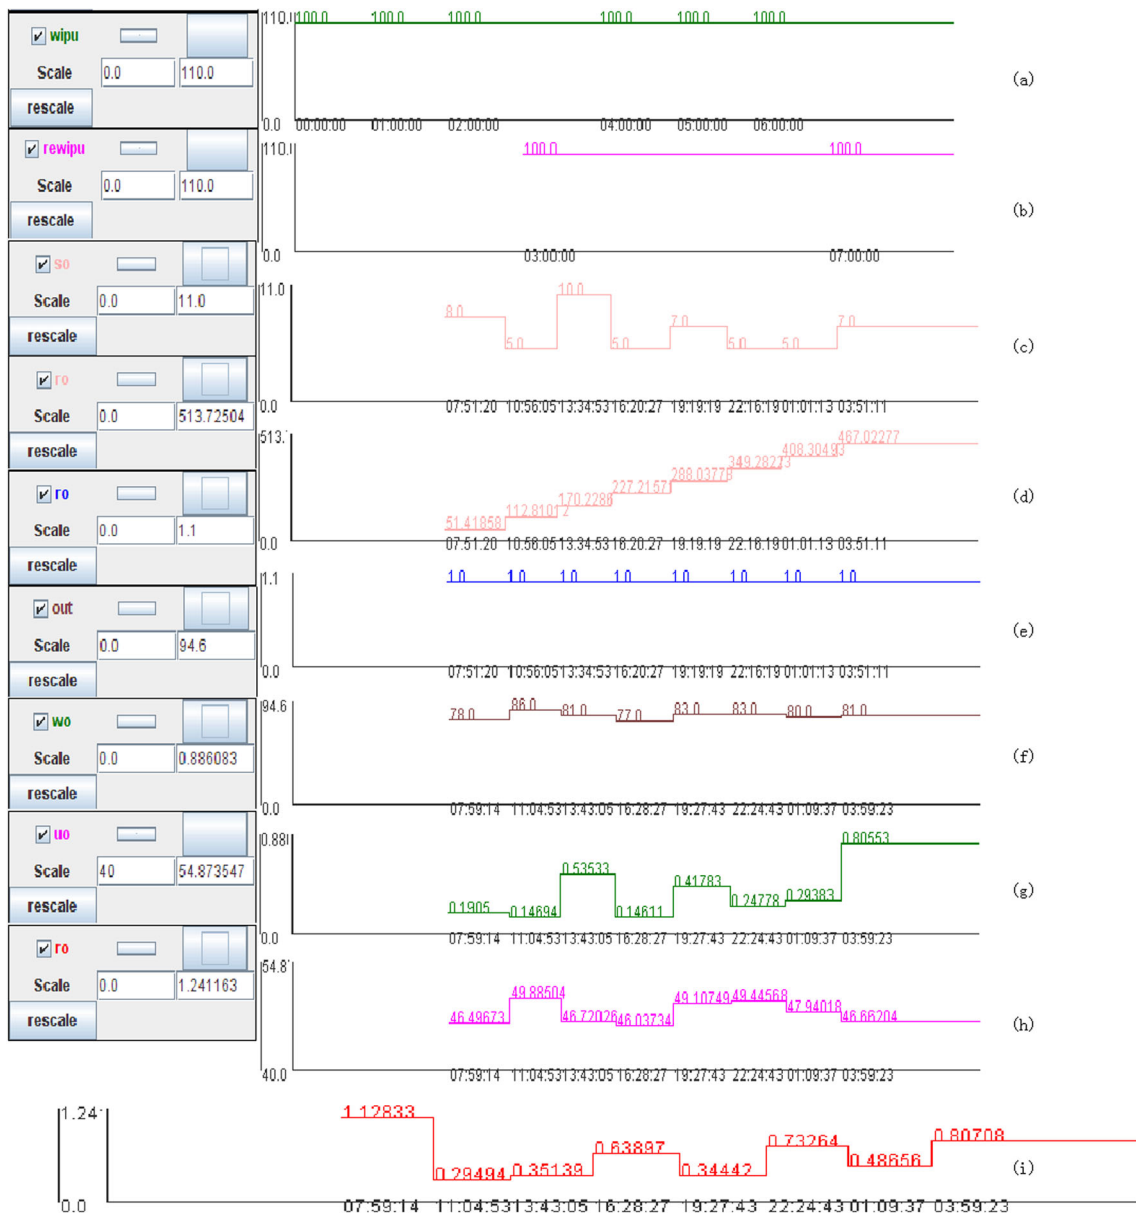 wipu
Scale 0.0 110.0
rescale
110.0 100.0 100.0 100.0 100.0 100.0 100.0
0.0 00:00:00 01:00:00 02:00:00 04:00:00 05:00:00 06:00:00
(a)
rewipu
Scale 0.0 110.0
rescale
110.0 100.0 100.0
0.0 03:00:00 07:00:00
(b)
so
Scale 0.0 11.0
rescale
11.0 8.0 5.0 10.0 5.0 7.0 5.0 5.0 7.0
0.0 07:51:20 10:56:05 13:34:53 16:20:27 19:19:19 22:16:19 01:01:13 03:51:11
(c)
ro
Scale 0.0 513.72504
rescale
513. 51.41858 112.81012 170.2286 227.21571 288.03778 349.28223 408.30493 467.02277
0.0 07:51:20 10:56:05 13:34:53 16:20:27 19:19:19 22:16:19 01:01:13 03:51:11
(d)
ro
Scale 0.0 1.1
rescale
1.1 1.0 1.0 1.0 1.0 1.0 1.0 1.0 1.0
0.0 07:51:20 10:56:05 13:34:53 16:20:27 19:19:19 22:16:19 01:01:13 03:51:11
(e)
out
Scale 0.0 94.6
rescale
94.6 78.0 86.0 81.0 77.0 83.0 83.0 80.0 81.0
0.0 07:59:14 11:04:53 13:43:05 16:28:27 19:27:43 22:24:43 01:09:37 03:59:23
(f)
wo
Scale 0.0 0.886083
rescale
0.88 0.1905 0.14694 0.53533 0.14611 0.41783 0.24778 0.29383 0.80553
0.0 07:59:14 11:04:53 13:43:05 16:28:27 19:27:43 22:24:43 01:09:37 03:59:23
(g)
uo
Scale 40 54.873547
rescale
54.8 46.49673 49.88504 46.72026 46.03734 49.10749 49.44568 47.94018 46.66204
40.0 07:59:14 11:04:53 13:43:05 16:28:27 19:27:43 22:24:43 01:09:37 03:59:23
(h)
ro
Scale 0.0 1.241163
rescale
1.24 1.12833 0.29494 0.35139 0.63897 0.34442 0.73264 0.48656 0.80708
0.0 07:59:14 11:04:53 13:43:05 16:28:27 19:27:43 22:24:43 01:09:37 03:59:23
(i)